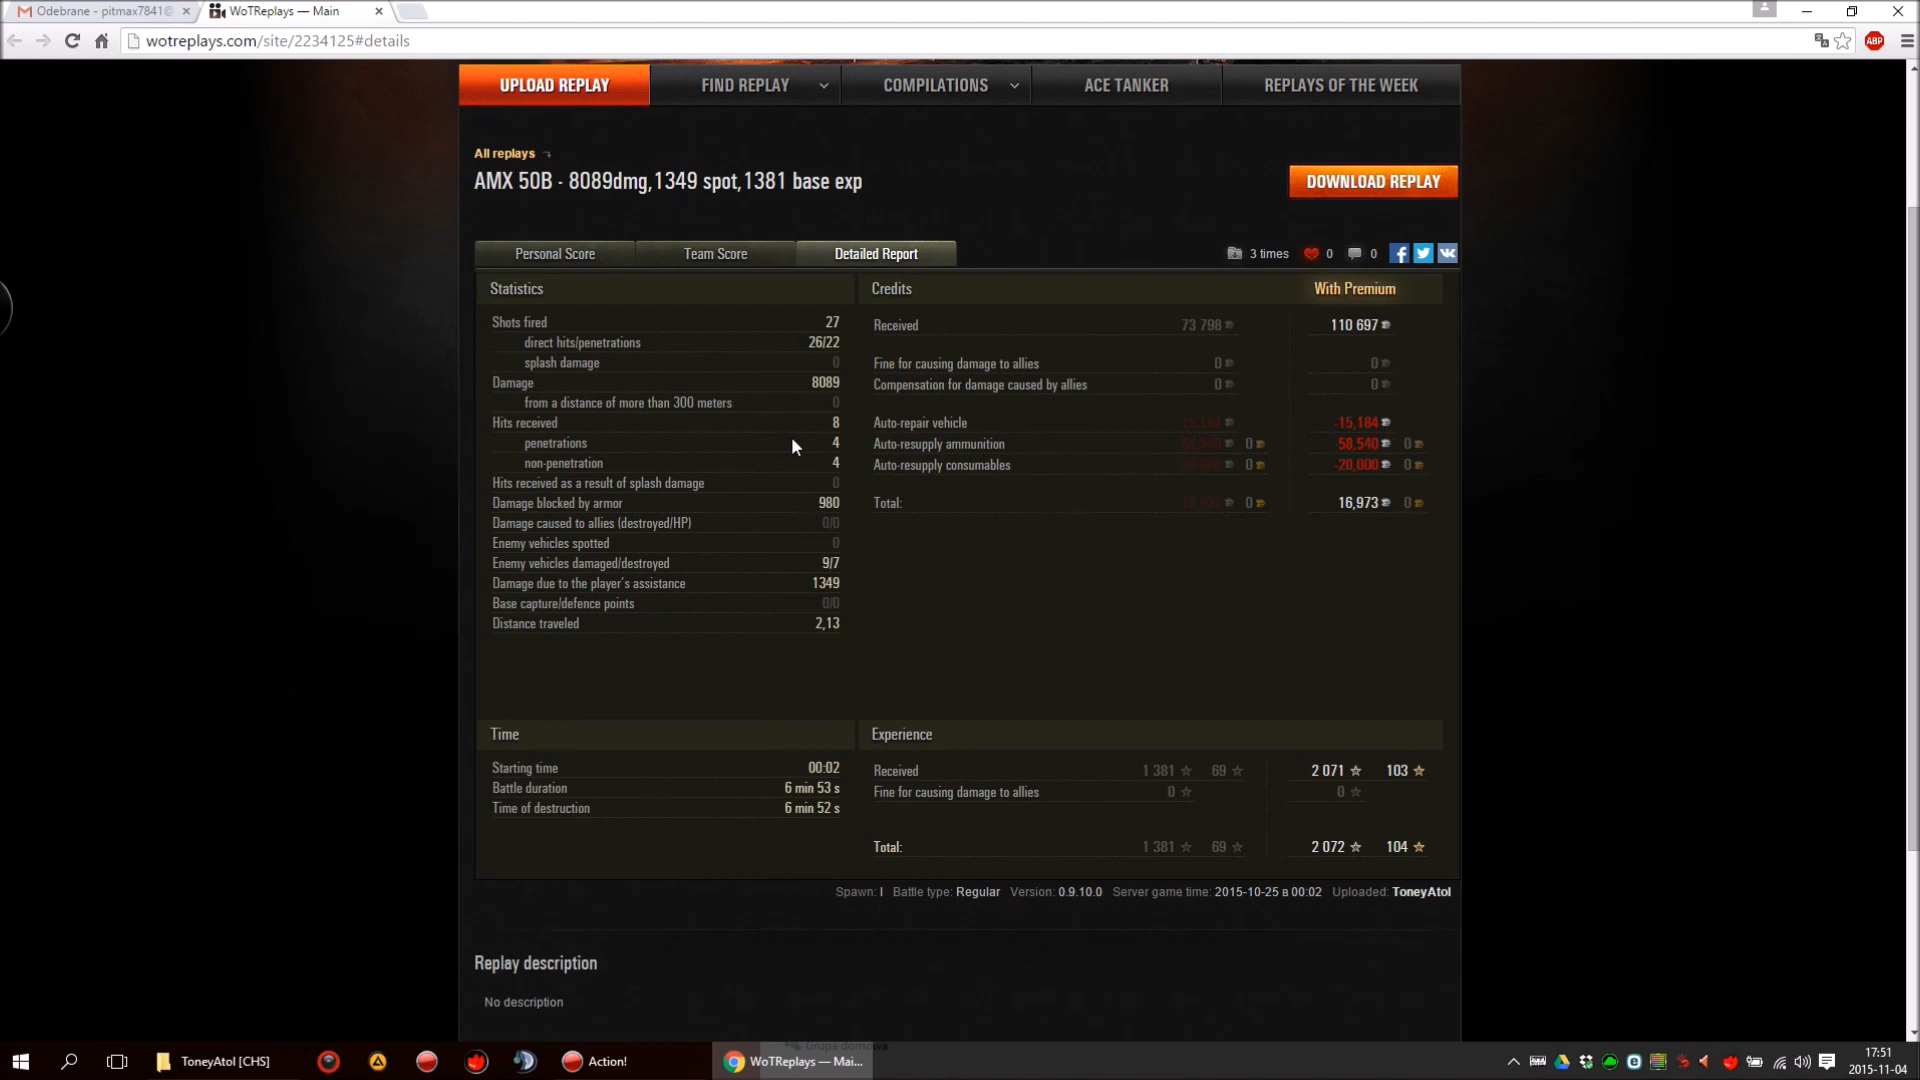 Odebrane - pitmax7841@
WoTReplays — Main
wotreplays.com/site/2234125#details
ABP
UPLOAD REPLAY
FIND REPLAY
COMPILATIONS
ACE TANKER
REPLAYS OF THE WEEK
All replays
AMX 50B - 8089dmg,1349 spot,1381 base exp
DOWNLOAD REPLAY
Personal Score
Team Score
Detailed Report
3 times
0
0
Statistics
Shots fired 27
direct hits/penetrations 26/22
splash damage 0
Damage 8089
from a distance of more than 300 meters 0
Hits received 8
penetrations 4
non-penetration 4
Hits received as a result of splash damage 0
Damage blocked by armor 980
Damage caused to allies (destroyed/HP) 0/0
Enemy vehicles spotted 0
Enemy vehicles damaged/destroyed 9/7
Damage due to the player's assistance 1349
Base capture/defence points 0/0
Distance traveled 2,13
Credits With Premium
Received 73 798 110 697
Fine for causing damage to allies 0 0
Compensation for damage caused by allies 0 0
Auto-repair vehicle -15,184 -15,184
Auto-resupply ammunition -58,540 0 -58,540 0
Auto-resupply consumables -20,000 0 -20,000 0
Total: 0 16,973 0
Time
Starting time 00:02
Battle duration 6 min 53 s
Time of destruction 6 min 52 s
Experience
Received 1 381 69 2 071 103
Fine for causing damage to allies 0 0
Total: 1 381 69 2 072 104
Spawn: I Battle type: Regular Version: 0.9.10.0 Server game time: 2015-10-25 в 00:02 Uploaded: ToneyAtol
Replay description
No description
Grupa domowa
ToneyAtol [CHS]
Action!
WoTReplays — Mai...
17:51
2015-11-04